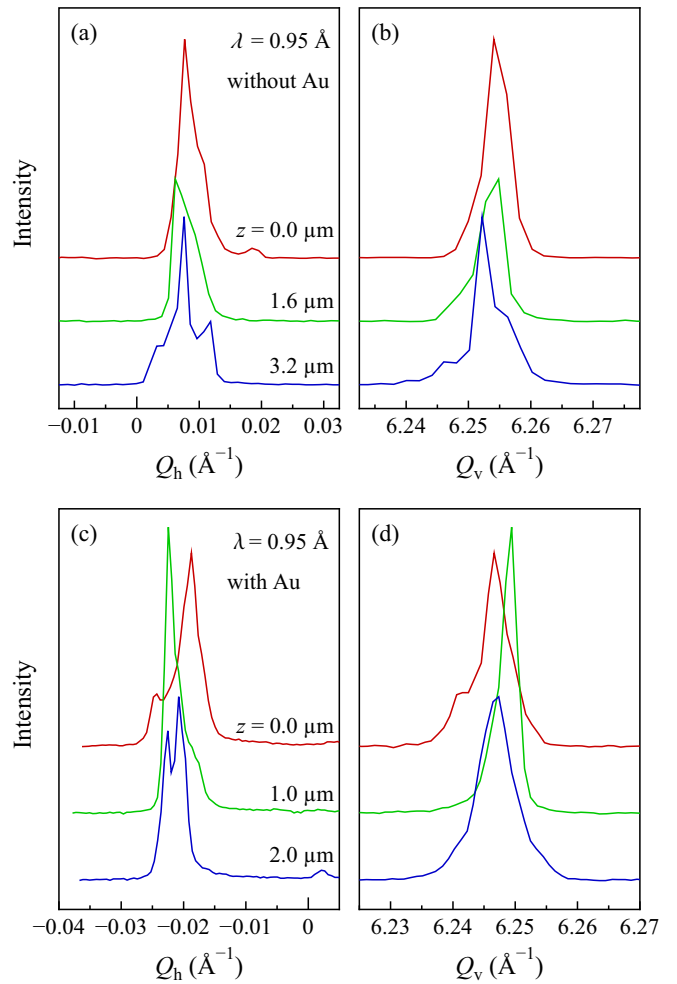 (a)
λ = 0.95 Å
without Au
z = 0.0 μm
1.6 μm
3.2 μm
Intensity
−0.01 0 0.01 0.02 0.03
Qh (Å−1)
(b)
6.24 6.25 6.26 6.27
Qv (Å−1)
(c)
λ = 0.95 Å
with Au
z = 0.0 μm
1.0 μm
2.0 μm
Intensity
−0.04 −0.03 −0.02 −0.01 0
Qh (Å−1)
(d)
6.23 6.24 6.25 6.26 6.27
Qv (Å−1)